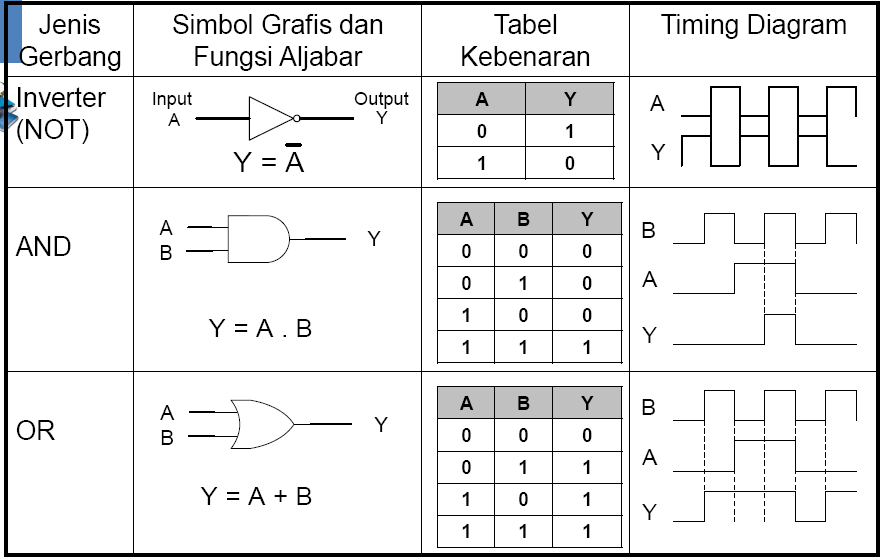 Jenis
Gerbang
Simbol Grafis dan
Fungsi Aljabar
Tabel
Kebenaran
Timing Diagram
Inverter
(NOT)
Input
A
Output
Y
Y = A̅
A Y
0 1
1 0
A
Y
AND
A
B
Y
Y = A . B
A B Y
0 0 0
0 1 0
1 0 0
1 1 1
B
A
Y
OR
A
B
Y
Y = A + B
A B Y
0 0 0
0 1 1
1 0 1
1 1 1
B
A
Y